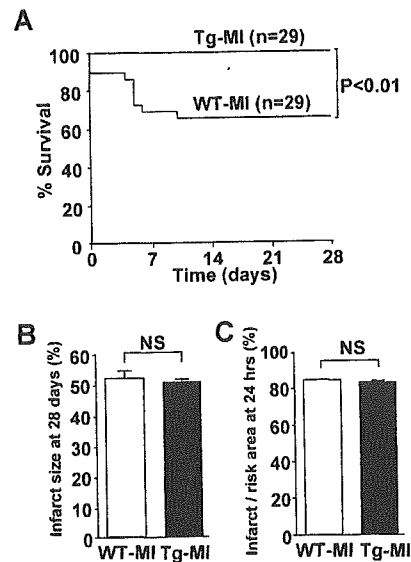 A
Tg-MI (n=29)
100
80
60
40
20
0
% Survival
WT-MI (n=29)
P<0.01
0 7 14 21 28
Time (days)
B
NS
60
50
40
30
20
10
0
Infarct size at 28 days (%)
WT-MI Tg-MI
C
NS
100
80
60
40
20
0
Infarct / risk area at 24 hrs (%)
WT-MI Tg-MI